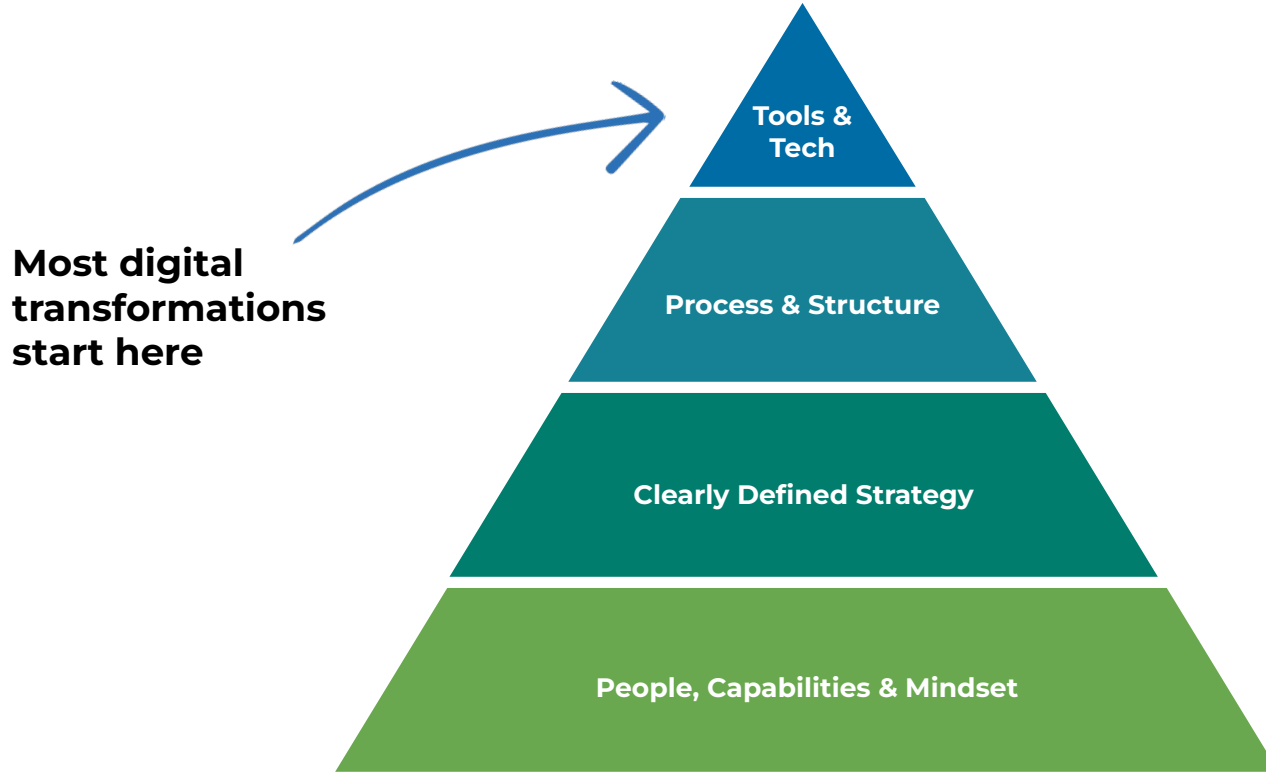 Tools &
Tech
Most digital
transformations
start here
Process & Structure
Clearly Defined Strategy
People, Capabilities & Mindset